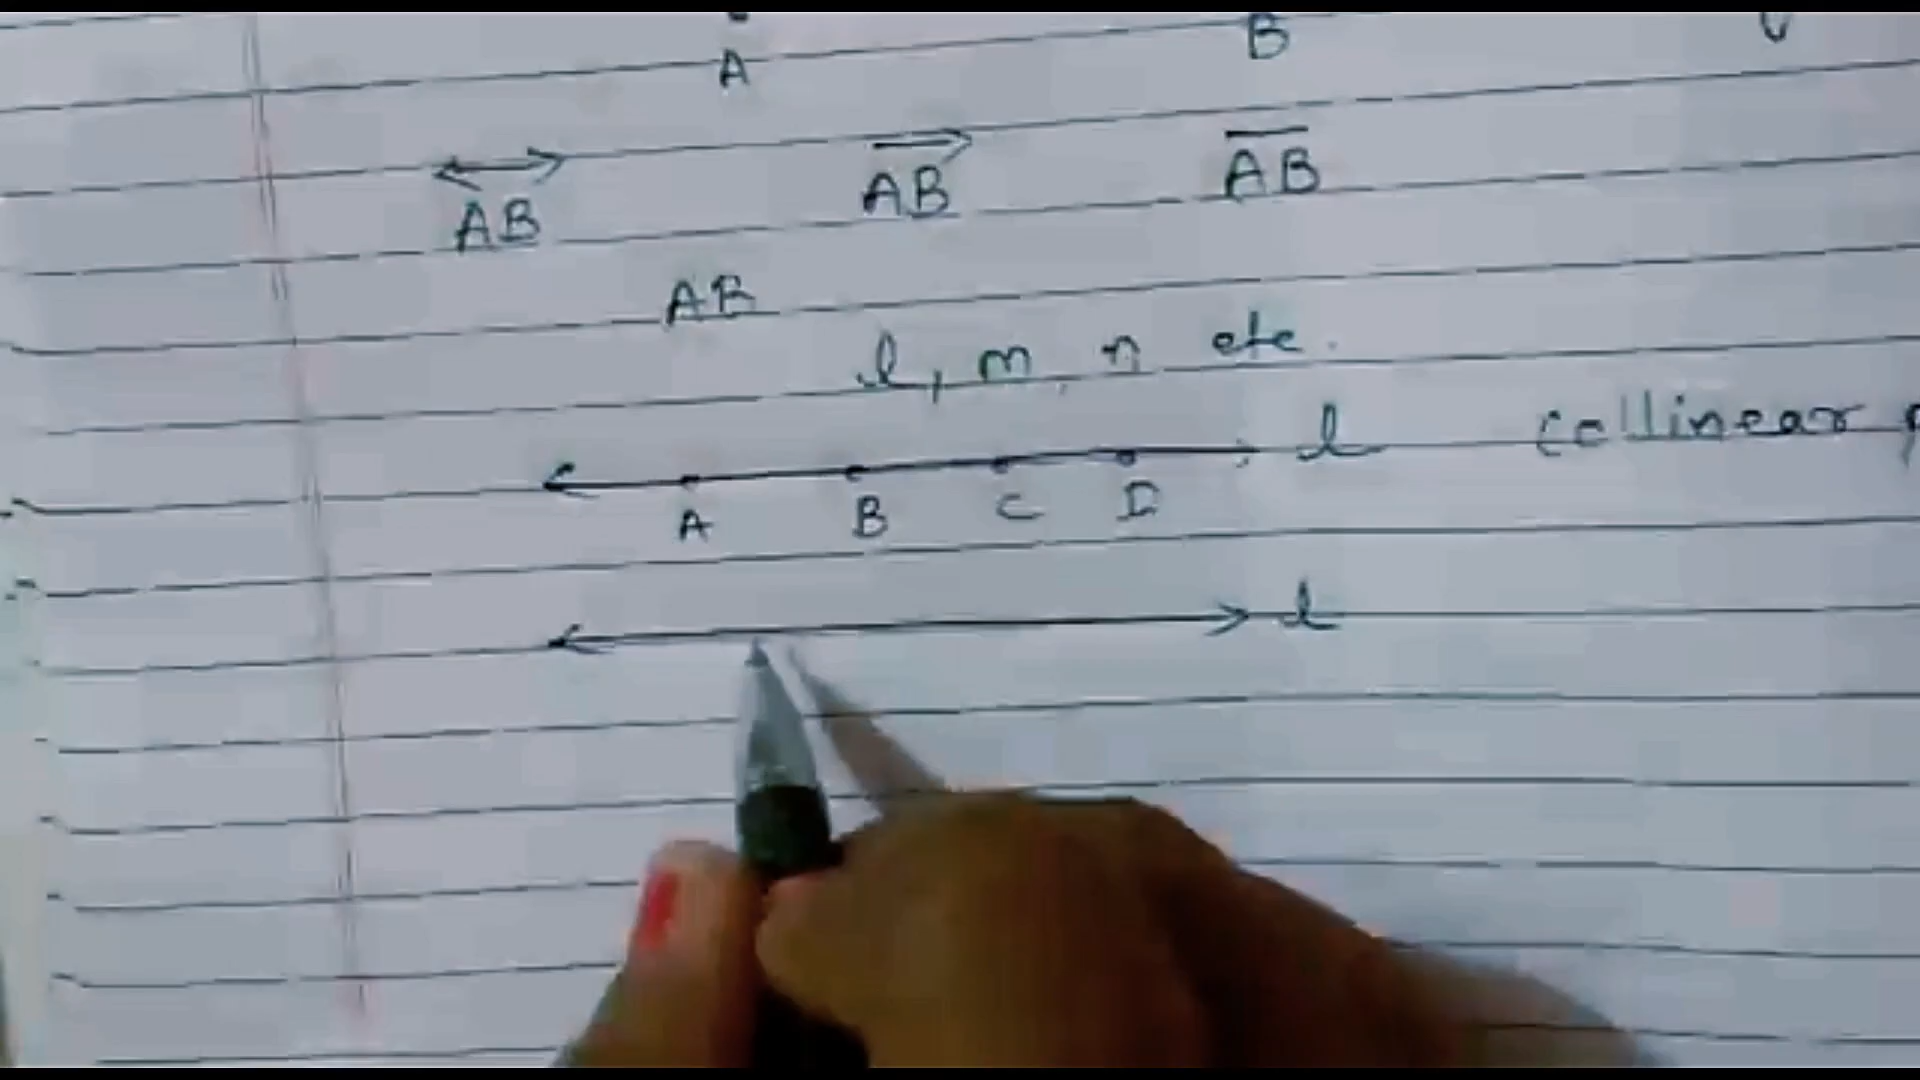 A B
AB AB AB
AB
l, m, n etc.
l collinear
A B C D
l